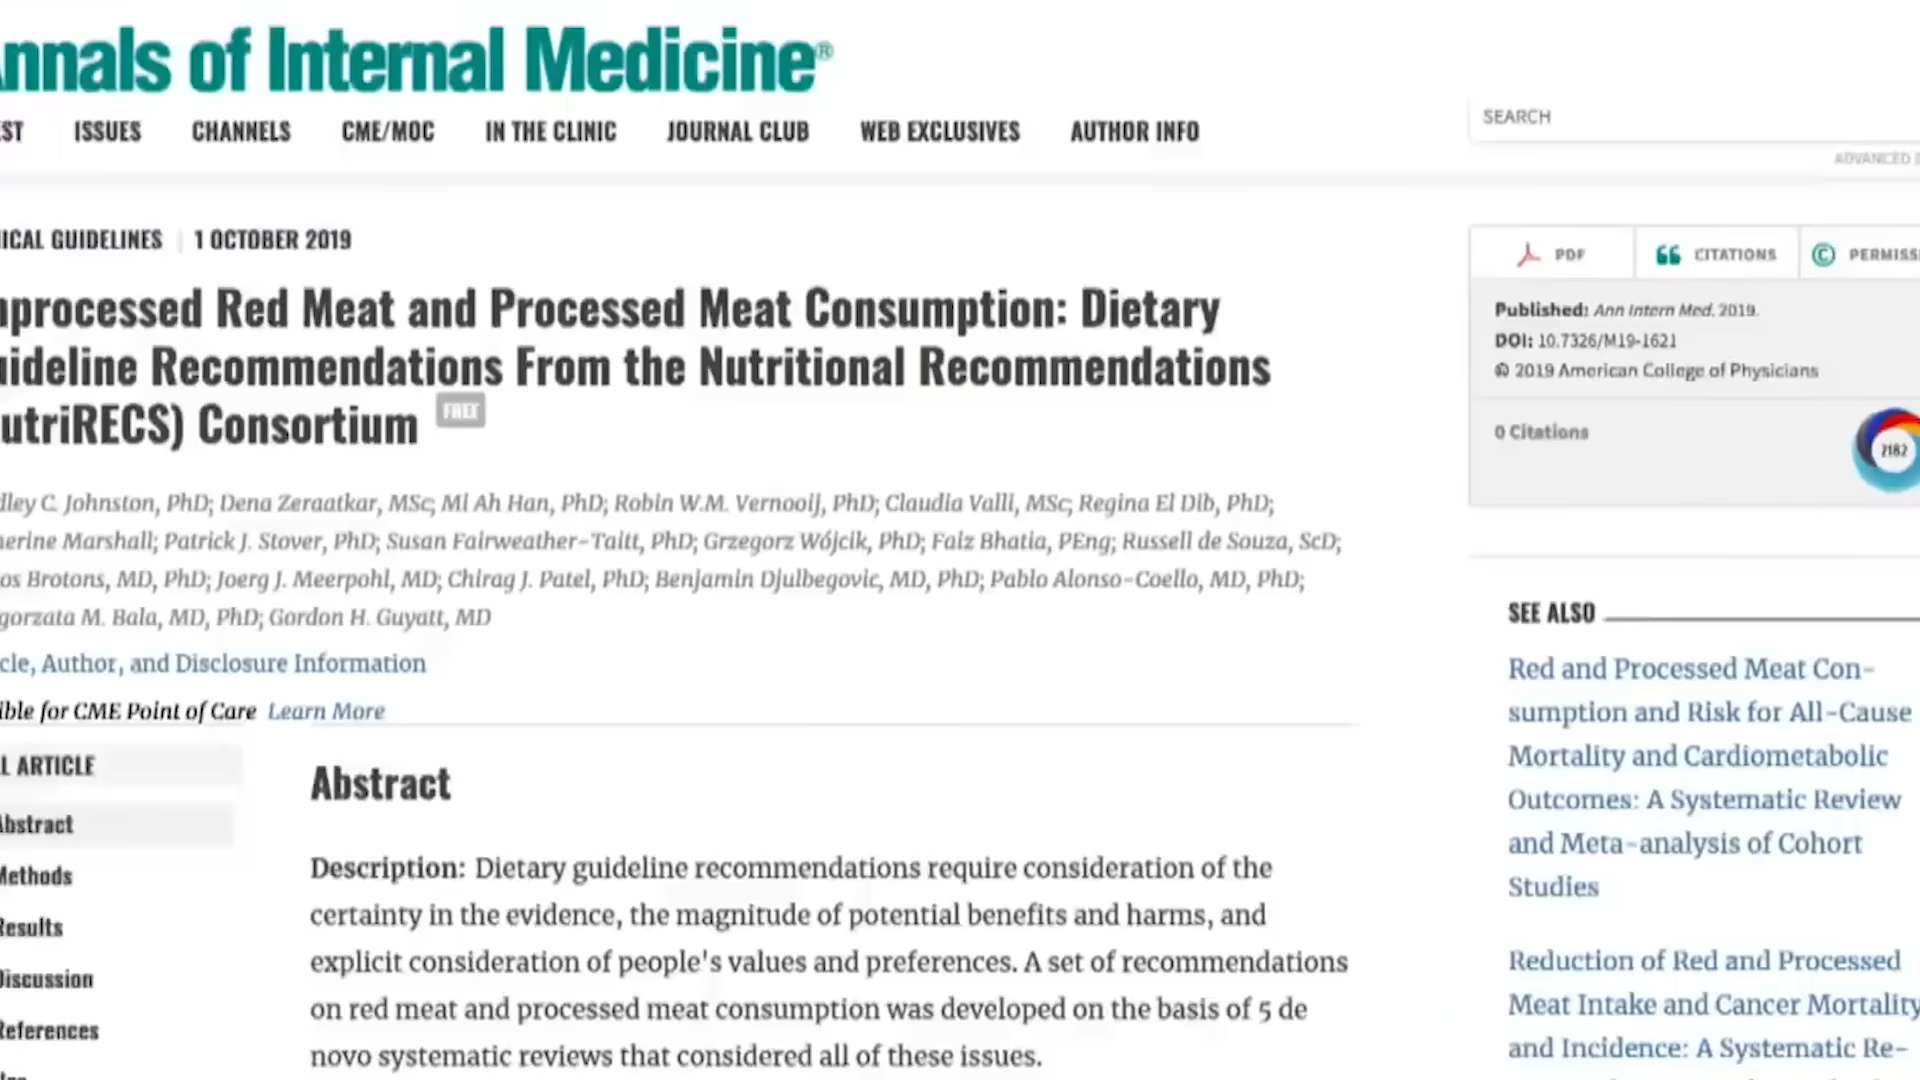 nnals of Internal Medicine®
EST ISSUES CHANNELS CME/MOC IN THE CLINIC JOURNAL CLUB WEB EXCLUSIVES AUTHOR INFO
SEARCH
ADVANCED
ICAL GUIDELINES | 1 OCTOBER 2019
nprocessed Red Meat and Processed Meat Consumption: Dietary
uideline Recommendations From the Nutritional Recommendations
utriRECS) Consortium FREE
dley C. Johnston, PhD; Dena Zeraatkar, MSc; Mi Ah Han, PhD; Robin W.M. Vernooij, PhD; Claudia Valli, MSc; Regina El Dib, PhD;
herine Marshall; Patrick J. Stover, PhD; Susan Fairweather-Taitt, PhD; Grzegorz Wójcik, PhD; Faiz Bhatia, PEng; Russell de Souza, ScD;
os Brotons, MD, PhD; Joerg J. Meerpohl, MD; Chirag J. Patel, PhD; Benjamin Djulbegovic, MD, PhD; Pablo Alonso-Coello, MD, PhD;
gorzata M. Bala, MD, PhD; Gordon H. Guyatt, MD
cle, Author, and Disclosure Information
ible for CME Point of Care Learn More
L ARTICLE
Abstract
Methods
Results
Discussion
References
Abstract
Description: Dietary guideline recommendations require consideration of the
certainty in the evidence, the magnitude of potential benefits and harms, and
explicit consideration of people's values and preferences. A set of recommendations
on red meat and processed meat consumption was developed on the basis of 5 de
novo systematic reviews that considered all of these issues.
PDF CITATIONS © PERMISS
Published: Ann Intern Med. 2019.
DOI: 10.7326/M19-1621
© 2019 American College of Physicians
0 Citations
2182
SEE ALSO
Red and Processed Meat Con-
sumption and Risk for All-Cause
Mortality and Cardiometabolic
Outcomes: A Systematic Review
and Meta-analysis of Cohort
Studies
Reduction of Red and Processed
Meat Intake and Cancer Mortality
and Incidence: A Systematic Re-